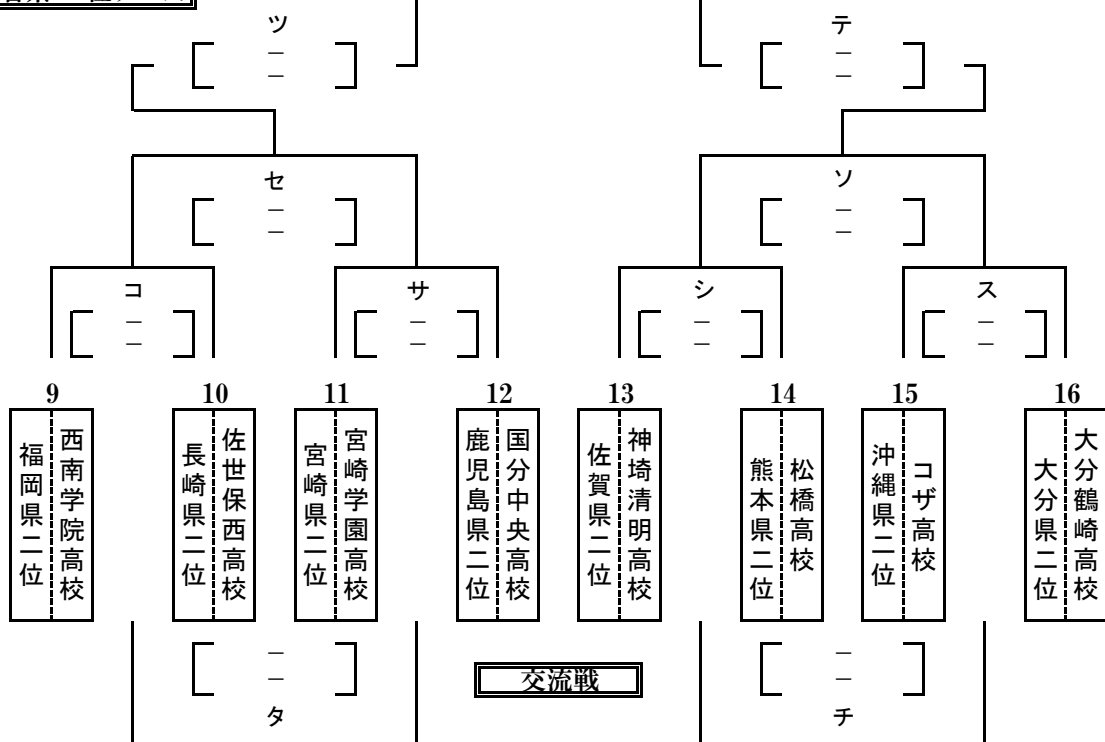 ツ
テ
セ
ソ
コ
サ
シ
ス
9
10
11
12
13
14
15
16
西南学院高校
福岡県二位
佐世保西高校
長崎県二位
宮崎学園高校
宮崎県二位
国分中央高校
鹿児島県二位
神埼清明高校
佐賀県二位
松橋高校
熊本県二位
コザ高校
沖縄県二位
大分鶴崎高校
大分県二位
交流戦
タ
チ